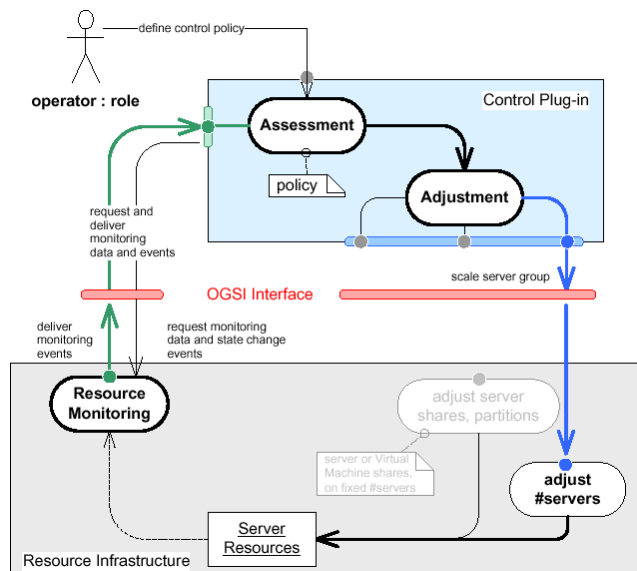 define control policy
operator : role
Control Plug-in
Assessment
policy
Adjustment
request and
deliver
monitoring
data and events
scale server group
OGSI Interface
deliver
monitoring
events
request monitoring
data and state change
events
Resource
Monitoring
adjust server
shares, partitions
server or Virtual
Machine shares,
on fixed #servers
adjust
#servers
Server
Resources
Resource Infrastructure